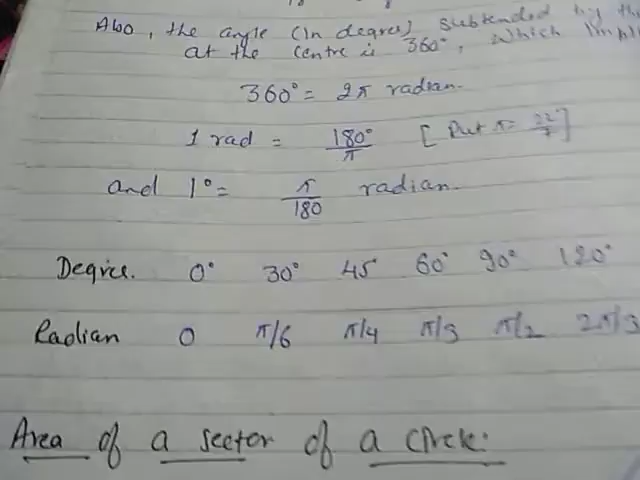 Also, the angle (in degree) subtended by the
at the centre is 360°, which impl
360° = 2π radian.
1 rad = 180°/π [Put π = 22/7]
and 1° = π/180 radian.
Degree. 0° 30° 45° 60° 90° 120°
Radian 0 π/6 π/4 π/3 π/2 2π/3
Area of a sector of a circle: